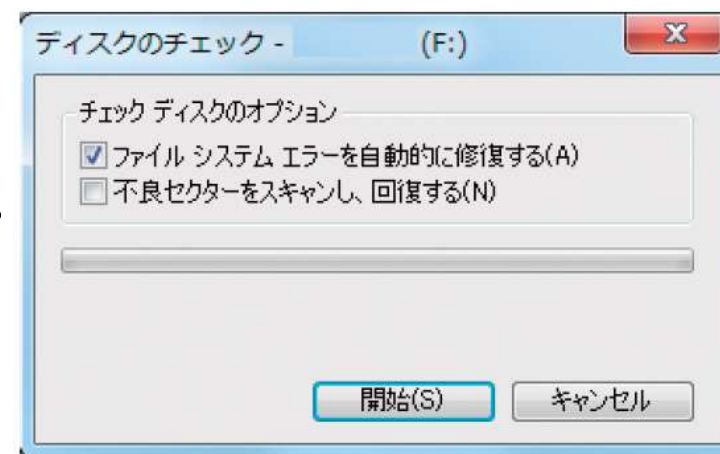 ディスクのチェック - (F:)
チェック ディスクのオプション
ファイル システム エラーを自動的に修復する(A)
不良セクターをスキャンし、回復する(N)
開始(S)
キャンセル